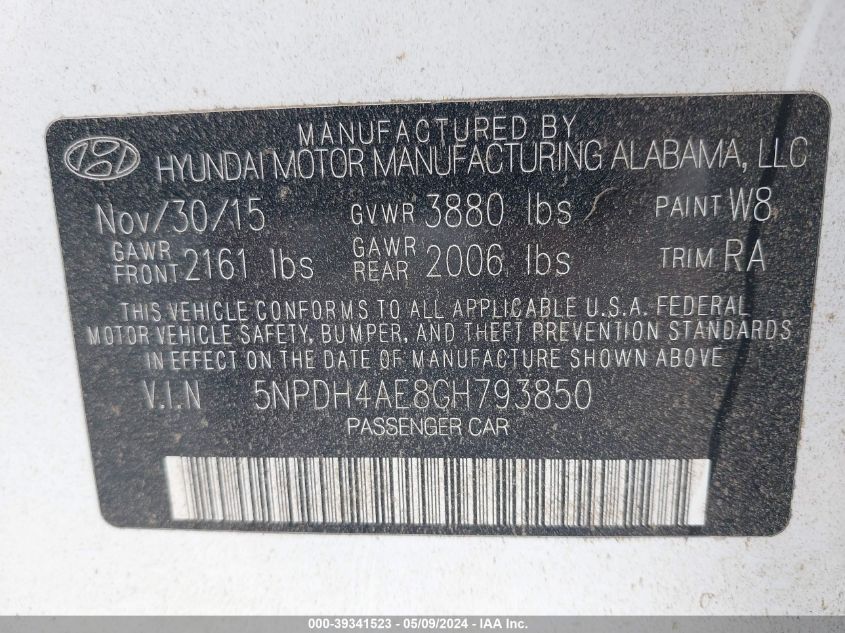 MANUFACTURED BY
HYUNDAI MOTOR MANUFACTURING ALABAMA, LLC
Nov/30/15 GVWR 3880 lbs PAINT W8
GAWR FRONT 2161 lbs GAWR REAR 2006 lbs TRIM RA
THIS VEHICLE CONFORMS TO ALL APPLICABLE U.S.A. FEDERAL
MOTOR VEHICLE SAFETY, BUMPER, AND THEFT PREVENTION STANDARDS
IN EFFECT ON THE DATE OF MANUFACTURE SHOWN ABOVE
V.I.N 5NPDH4AE8GH793850
PASSENGER CAR
000-39341523 - 05/09/2024 - IAA Inc.